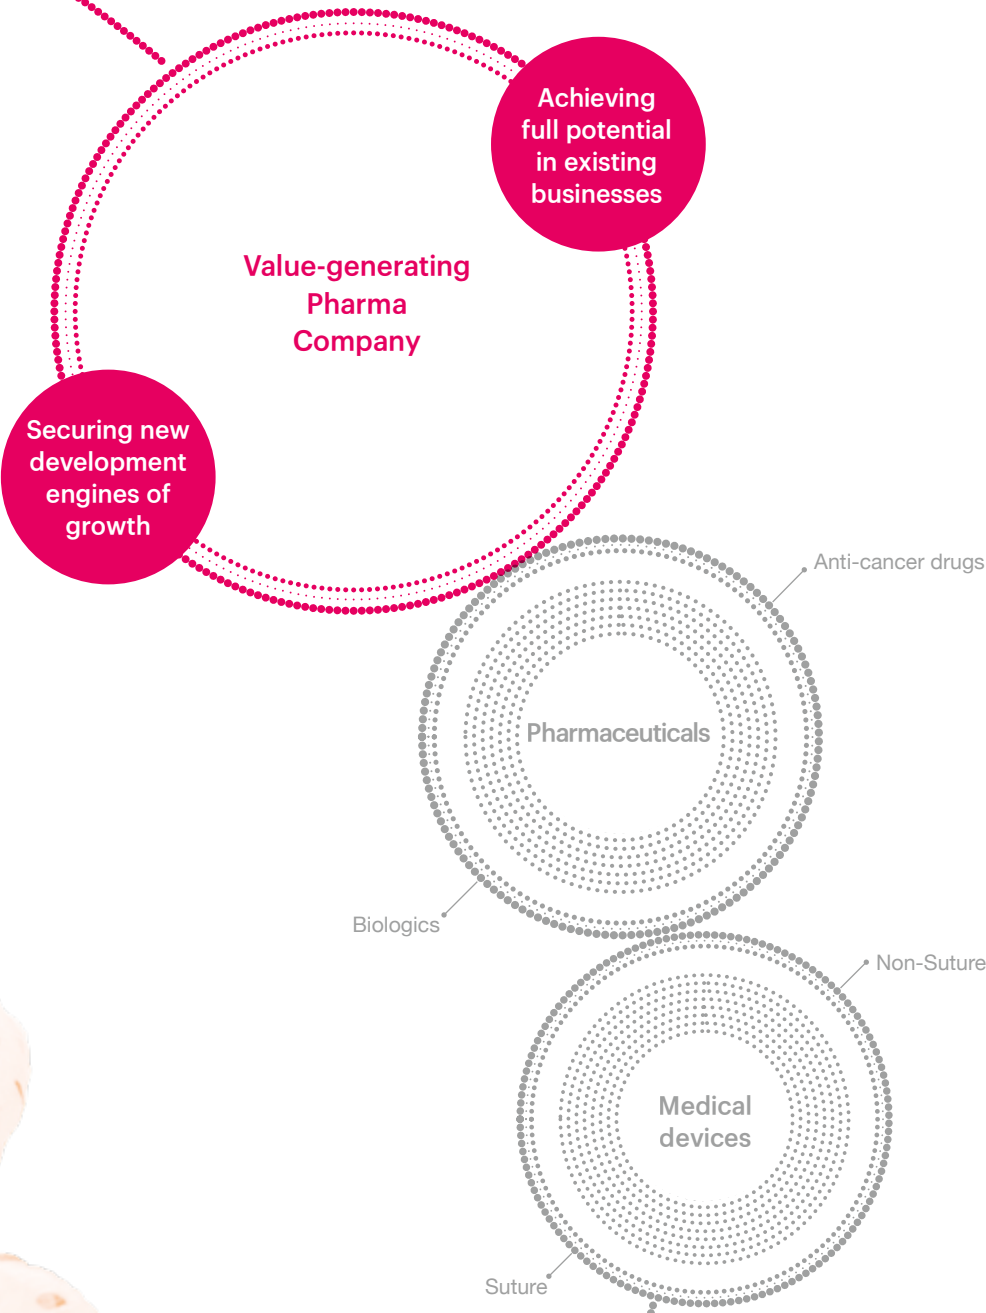 Achieving
full potential
in existing
businesses
Value-generating
Pharma
Company
Securing new
development
engines of
growth
Anti-cancer drugs
Pharmaceuticals
Biologics
Non-Suture
Medical
devices
Suture